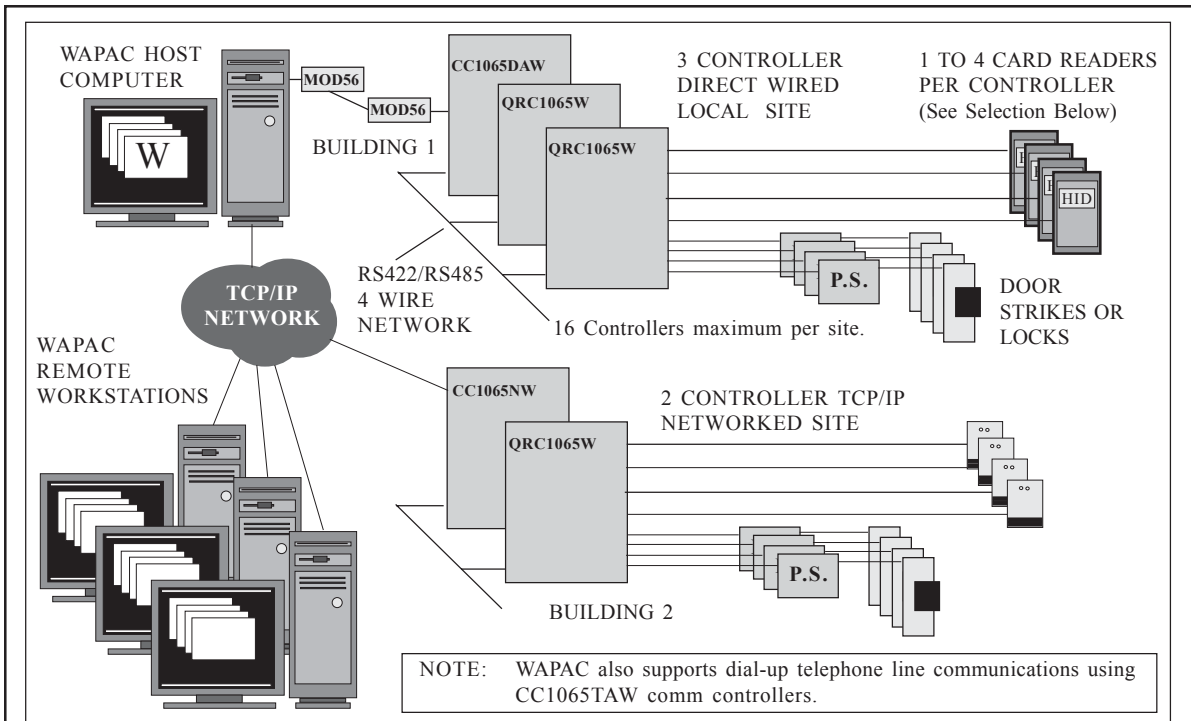 WAPAC HOST
COMPUTER
W
MOD56
MOD56
CC1065DAW
QRC1065W
QRC1065W
3 CONTROLLER
DIRECT WIRED
LOCAL SITE
1 TO 4 CARD READERS
PER CONTROLLER
(See Selection Below)
BUILDING 1
H
H
H
HID
RS422/RS485
4 WIRE
NETWORK
P.S.
DOOR
STRIKES OR
LOCKS
16 Controllers maximum per site.
TCP/IP
NETWORK
WAPAC
REMOTE
WORKSTATIONS
CC1065NW
QRC1065W
2 CONTROLLER TCP/IP
NETWORKED SITE
P.S.
BUILDING 2
NOTE: WAPAC also supports dial-up telephone line communications using
CC1065TAW comm controllers.